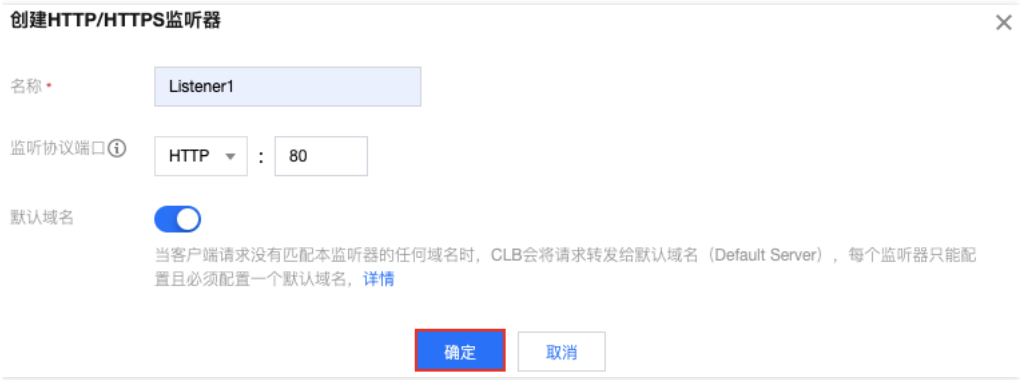 创建HTTP/HTTPS监听器
名称 *
Listener1
监听协议端口
HTTP
:
80
默认域名
当客户端请求没有匹配本监听器的任何域名时，CLB会将请求转发给默认域名（Default Server），每个监听器只能配
置且必须配置一个默认域名，详情
确定
取消